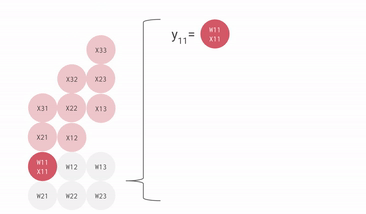 X33
X32 X23
X31 X22 X13
X21 X12
W11 X11 W12 W13
W21 W22 W23
y11= W11 X11